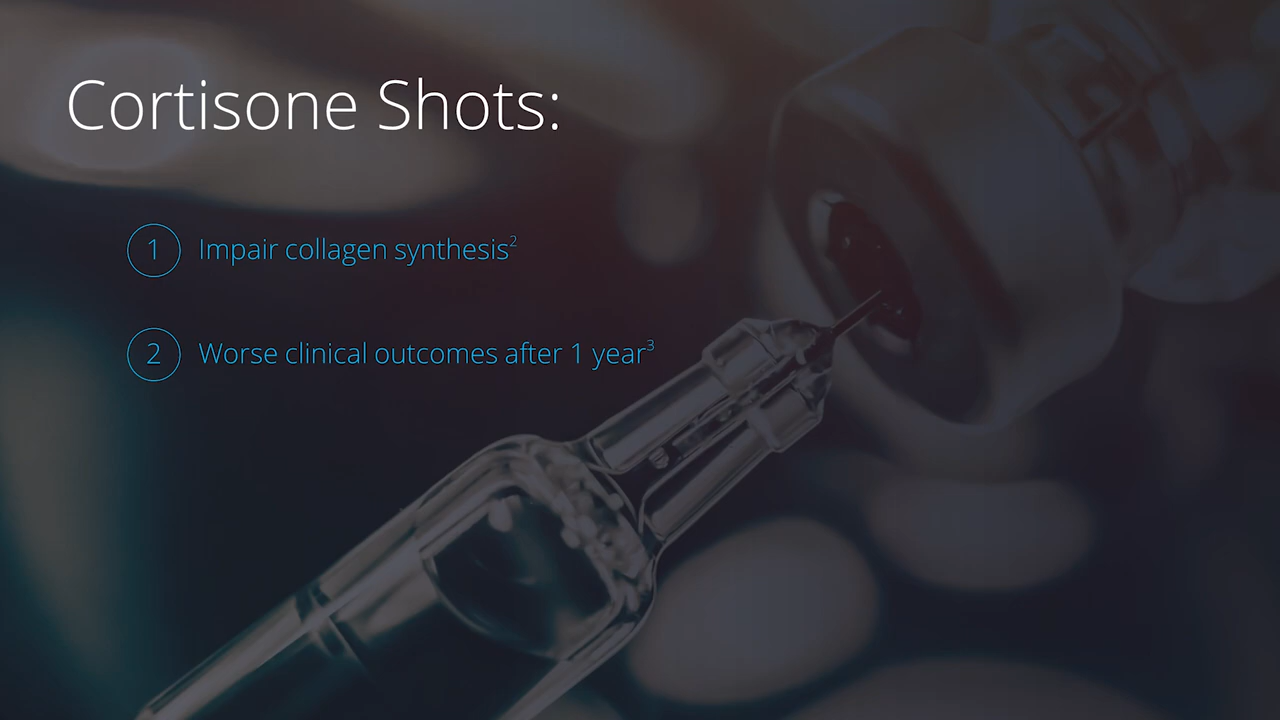 Cortisone Shots:
1 Impair collagen synthesis²
2 Worse clinical outcomes after 1 year³